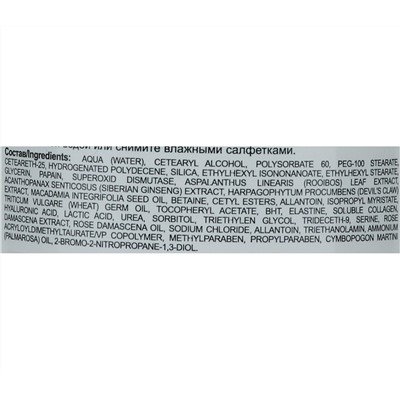 водой или снимите влажными салфетками.
Состав/Ingredients: AQUA (WATER), CETEARYL ALCOHOL, POLYSORBATE 60, PEG-100 STEARATE,
CETEARETH-25, HYDROGENATED POLYDECENE, SILICA, ETHYLHEXYL ISONONANOATE, ETHYLHEXYL STEARATE,
GLYCERIN, PAPAIN, SUPEROXID DISMUTASE, ASPALANTHUS LINEARIS (ROOIBOS) LEAF EXTRACT,
ACANTHOPANAX SENTICOSUS (SIBERIAN GINSENG) EXTRACT, HARPAGOPHYTUM PROCUMBENS (DEVIL'S CLAW)
EXTRACT, MACADAMIA INTEGRIFOLIA SEED OIL, BETAINE, CETYL ESTERS, ALLANTOIN, ISOPROPYL MYRISTATE,
TRITICUM VULGARE (WHEAT) GERM OIL, TOCOPHERYL ACETATE, BHT, ELASTINE, SOLUBLE COLLAGEN,
HYALURONIC ACID, LACTIC ACID, UREA, SORBITOL, TRIETHYLEN GLYCOL, TRIDECETH-9, SERINE, ROSE
DAMASCENA EXTRACT, ROSE DAMASCENA OIL, SODIUM CHLORIDE, ALLANTOIN, TRIETHANOLAMIN, AMMONIUM
ACRYLOYLDIMETHYLTAURATE/VP COPOLYMER, METHYLPARABEN, PROPYLPARABEN, CYMBOPOGON MARTINI
(PALMAROSA) OIL, 2-BROMO-2-NITROPROPANE-1,3-DIOL.